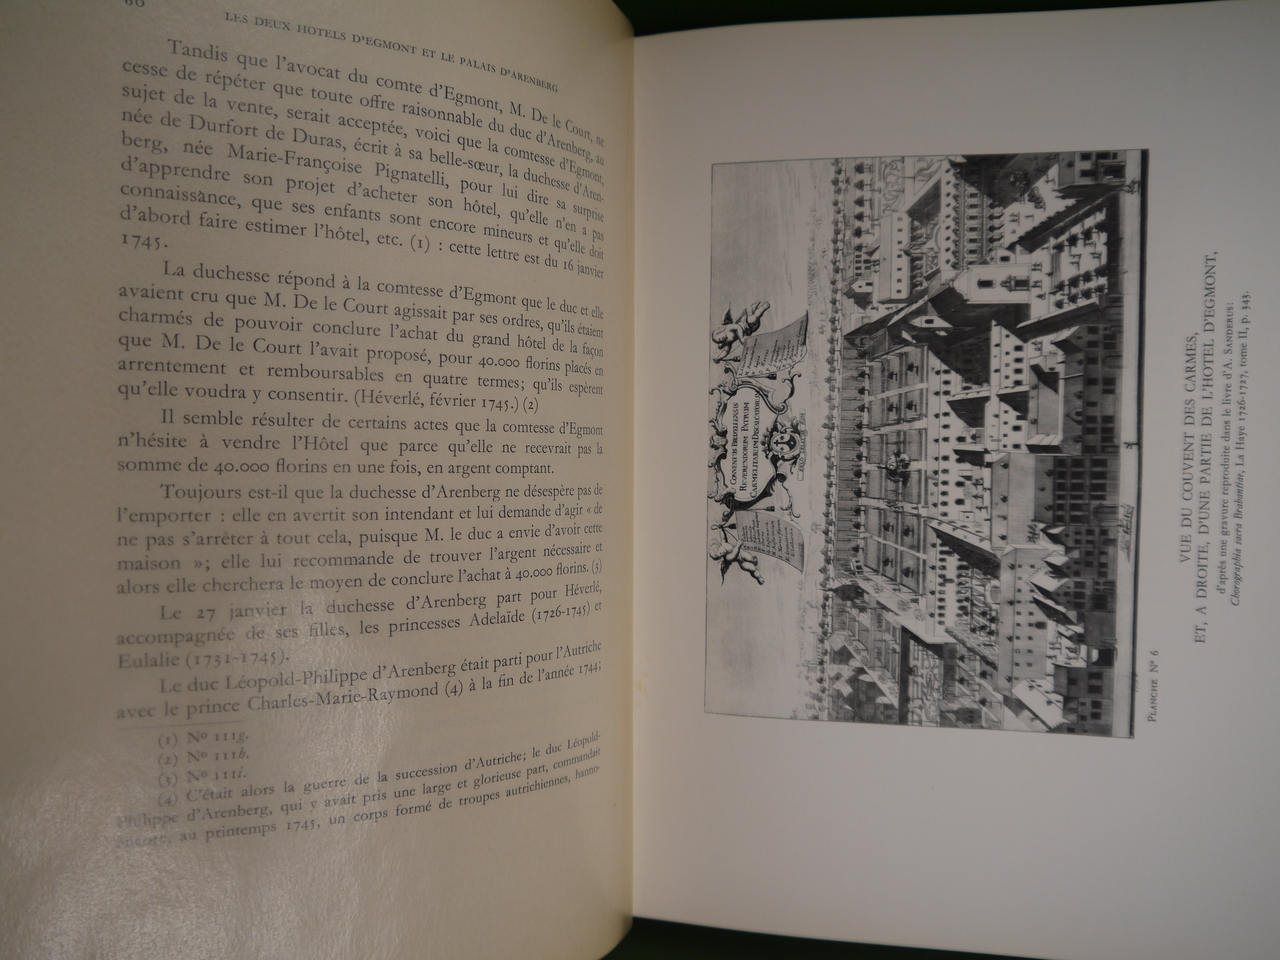 60
LES DEUX HOTELS D'EGMONT ET LE PALAIS D'ARENBERG
Tandis que l'avocat du comte d'Egmont, M. De le Court, ne
cesse de répéter que toute offre raisonnable du duc d'Arenberg, au
sujet de la vente, serait acceptée, voici que la comtesse d'Egmont,
née de Durfort de Duras, écrit à sa belle-sœur, la duchesse d'Aren-
berg, née Marie-Françoise Pignatelli, pour lui dire sa surprise
d'apprendre son projet d'acheter son hôtel, qu'elle n'en a pas
connaissance, que ses enfants sont encore mineurs et qu'elle doit
d'abord faire estimer l'hôtel, etc. (1) : cette lettre est du 16 janvier
1745.
La duchesse répond à la comtesse d'Egmont que le duc et elle
avaient cru que M. De le Court agissait par ses ordres, qu'ils étaient
charmés de pouvoir conclure l'achat du grand hôtel de la façon
que M. De le Court l'avait proposé, pour 40.000 florins placés en
arrentement et remboursables en quatre termes; qu'ils espèrent
qu'elle voudra y consentir. (Héverlé, février 1745.) (2)
Il semble résulter de certains actes que la comtesse d'Egmont
n'hésite à vendre l'Hôtel que parce qu'elle ne recevrait pas la
somme de 40.000 florins en une fois, en argent comptant.
Toujours est-il que la duchesse d'Arenberg ne désespère pas de
l'emporter : elle en avertit son intendant et lui demande d'agir « de
ne pas s'arrêter à tout cela, puisque M. le duc a envie d'avoir cette
maison »; elle lui recommande de trouver l'argent nécessaire et
alors elle cherchera le moyen de conclure l'achat à 40.000 florins. (3)
Le 27 janvier la duchesse d'Arenberg part pour Héverlé,
accompagnée de ses filles, les princesses Adelaïde (1726-1745) et
Eulalie (1731-1745).
Le duc Léopold-Philippe d'Arenberg était parti pour l'Autriche
avec le prince Charles-Marie-Raymond (4) à la fin de l'année 1744;
(1) Nº 111g.
(2) Nº 111h.
(3) Nº 111i.
(4) C'était alors la guerre de la succession d'Autriche; le duc Léopold-
Philippe d'Arenberg, qui y avait pris une large et glorieuse part, commandait
encore, au printemps 1745, un corps formé de troupes autrichiennes, hanno-
CONVENTUS BRUXELLENSIS
REVERENDORUM PATRUM
CARMELITARUM DISCALCEATORUM
PLANCHE Nº 6
VUE DU COUVENT DES CARMES,
ET, A DROITE, D'UNE PARTIE DE L'HOTEL D'EGMONT,
d'après une gravure reproduite dans le livre d'A. SANDERUS:
Chorographia sacra Brabantiae, La Haye 1726-1727, tome II, p. 343.